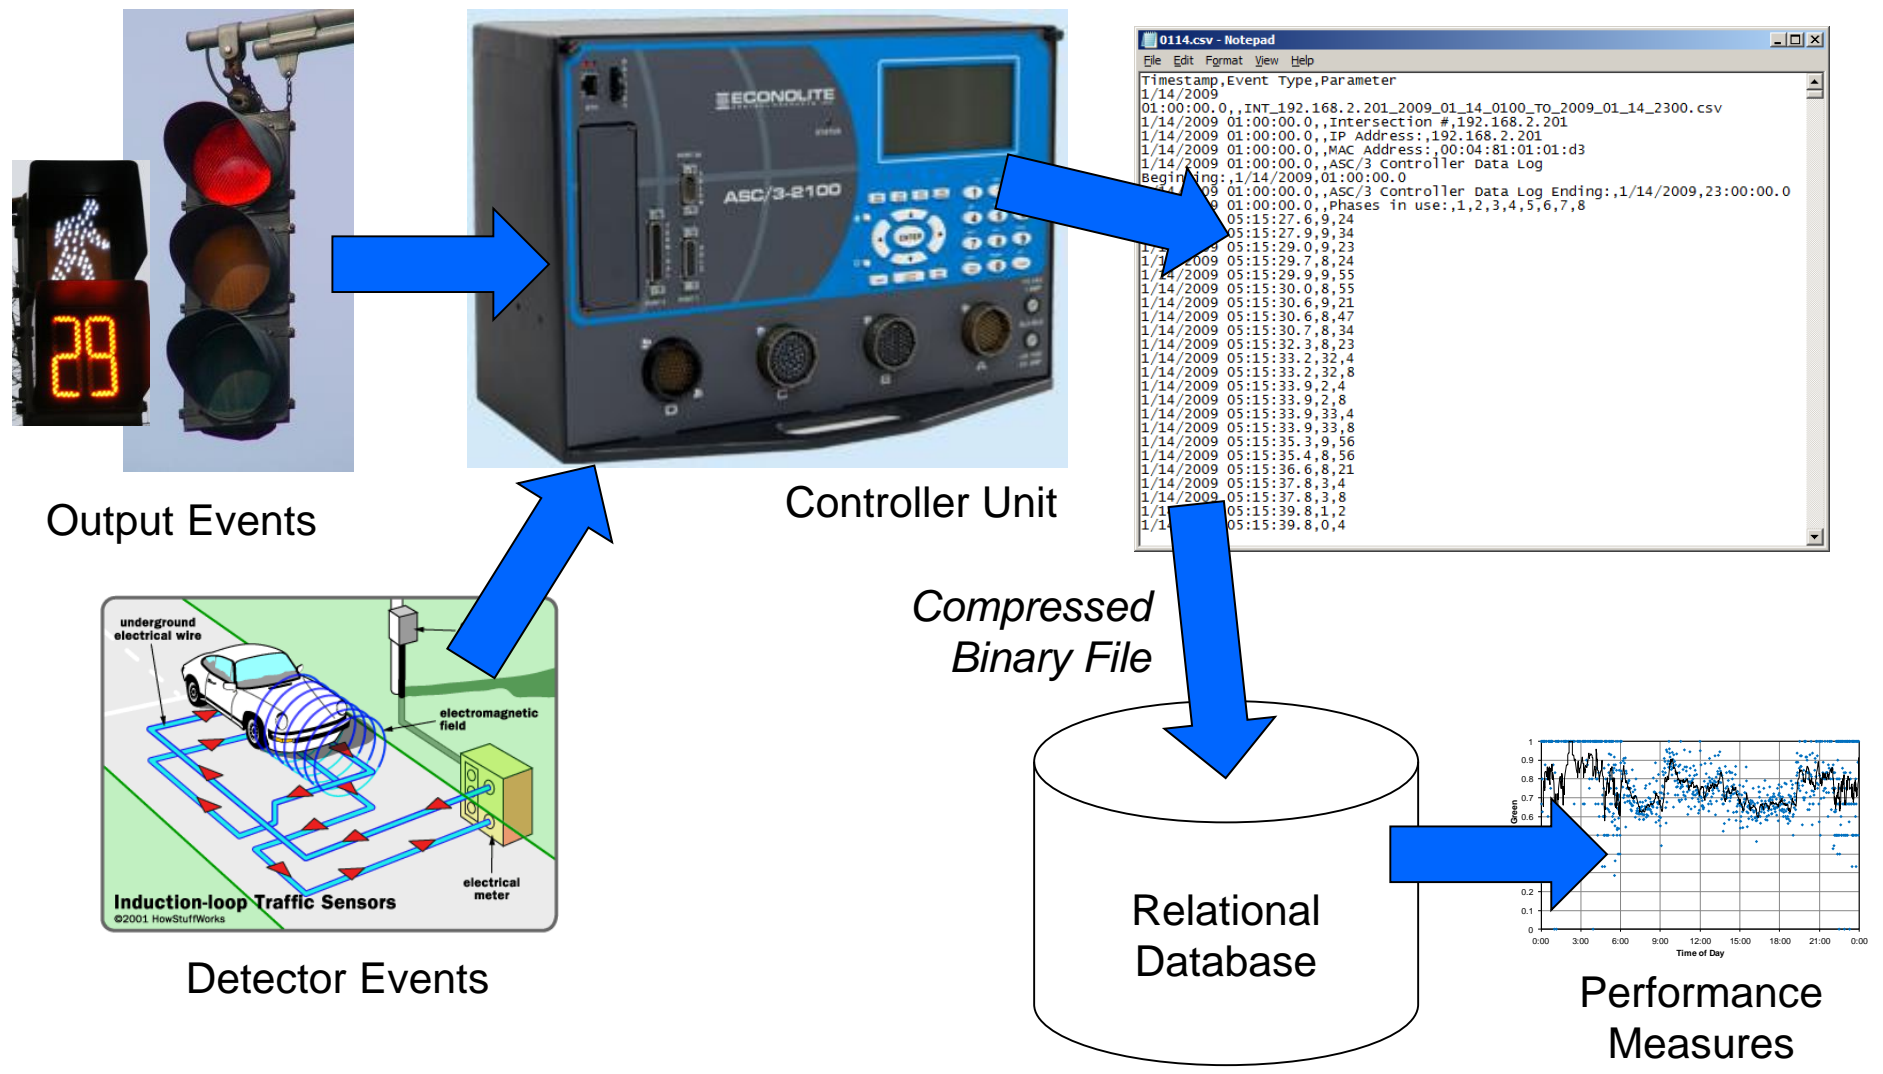 29
Output Events
ECONOLITE
ASC/3-2100
ENTER
D
C
B
A
Controller Unit
0114.csv - Notepad
File Edit Format View Help
Timestamp,Event Type,Parameter
1/14/2009
01:00:00.0,,INT_192.168.2.201_2009_01_14_0100_TO_2009_01_14_2300.csv
1/14/2009 01:00:00.0,,Intersection #,192.168.2.201
1/14/2009 01:00:00.0,,IP Address:,192.168.2.201
1/14/2009 01:00:00.0,,MAC Address:,00:04:81:01:01:d3
1/14/2009 01:00:00.0,,ASC/3 Controller Data Log
Beginning:,1/14/2009,01:00:00.0
01:00:00.0,,ASC/3 Controller Data Log Ending:,1/14/2009,23:00:00.0
01:00:00.0,,Phases in use:,1,2,3,4,5,6,7,8
05:15:27.6,9,24
05:15:27.9,9,34
05:15:29.0,9,23
05:15:29.7,8,24
1/14/2009 05:15:29.9,9,55
1/14/2009 05:15:30.0,8,55
1/14/2009 05:15:30.6,9,21
1/14/2009 05:15:30.6,8,47
1/14/2009 05:15:30.7,8,34
1/14/2009 05:15:32.3,8,23
1/14/2009 05:15:33.2,32,4
1/14/2009 05:15:33.2,32,8
1/14/2009 05:15:33.9,2,4
1/14/2009 05:15:33.9,2,8
1/14/2009 05:15:33.9,33,4
1/14/2009 05:15:33.9,33,8
1/14/2009 05:15:35.3,9,56
1/14/2009 05:15:35.4,8,56
1/14/2009 05:15:36.6,8,21
1/14/2009 05:15:37.8,3,4
1/14/2009 05:15:37.8,3,8
05:15:39.8,1,2
05:15:39.8,0,4
Compressed
Binary File
underground
electrical wire
electromagnetic
field
electrical
meter
Induction-loop Traffic Sensors
©2001 HowStuffWorks
Detector Events
Relational
Database
1
0.9
0.8
0.7
0.6
0.2
0.1
0
Green
0:00 3:00 6:00 9:00 12:00 15:00 18:00 21:00 0:00
Time of Day
Performance
Measures